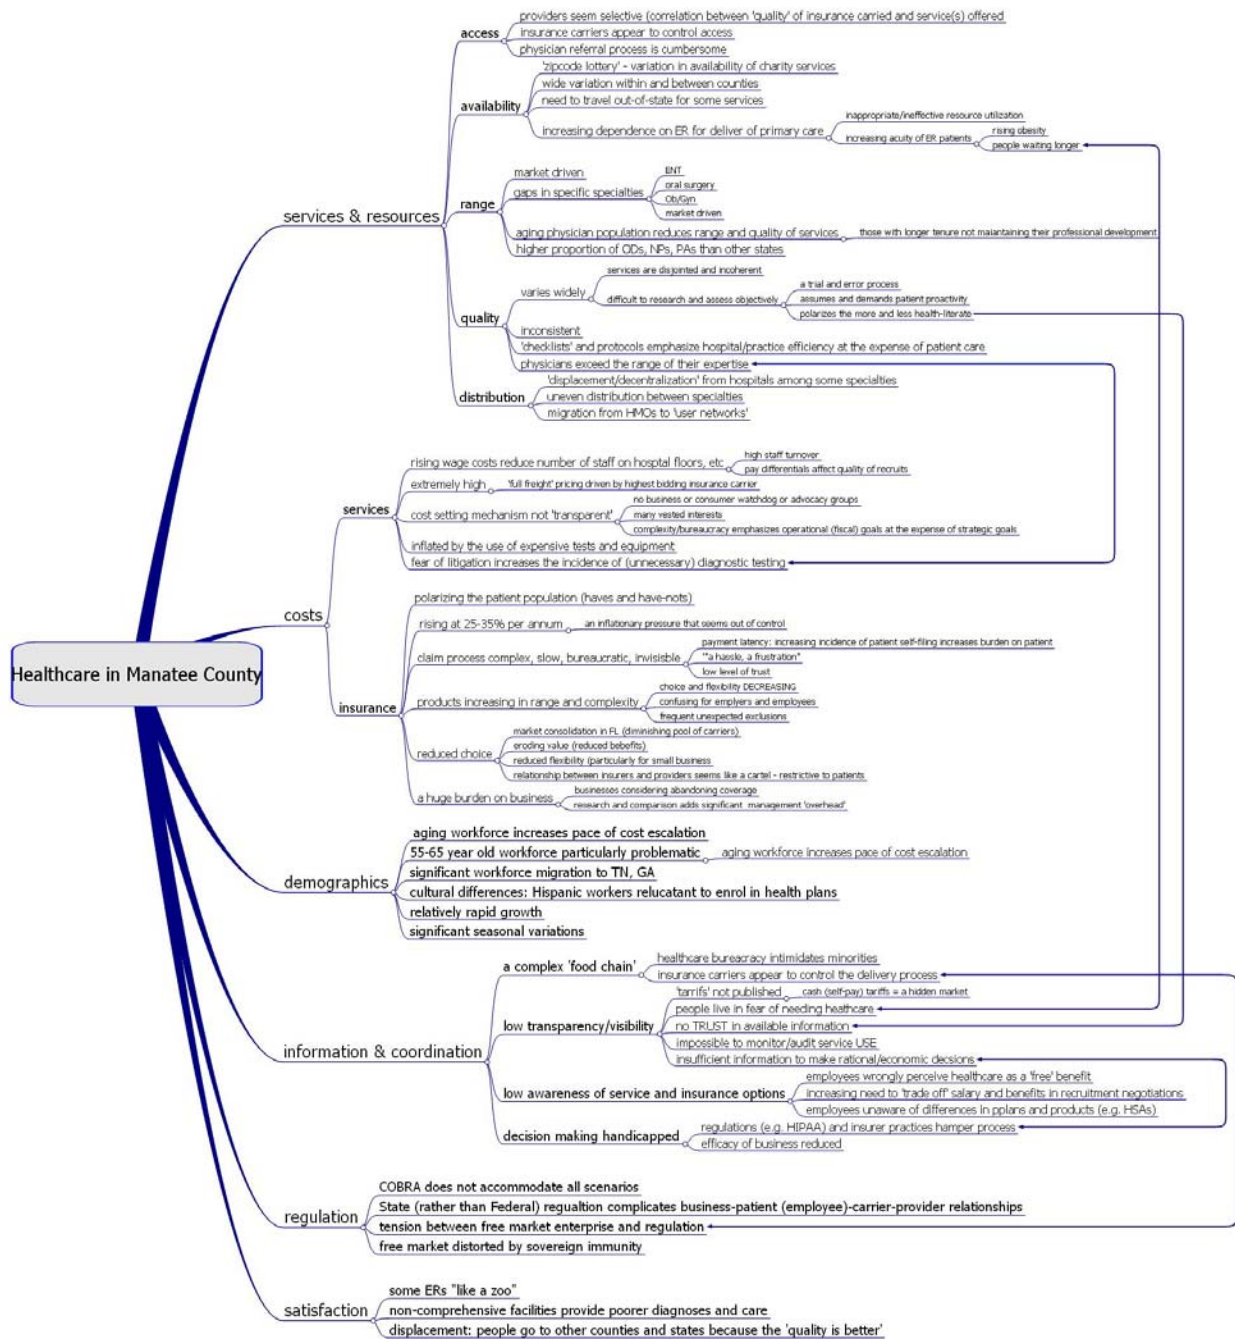 providers seem selective (correlation between 'quality' of insurance carried and service(s) offered
access
insurance carriers appear to control access
physician referral process is cumbersome
'zipcode lottery' - variation in availability of charity services
wide variation within and between counties
availability
need to travel out-of-state for some services
increasing dependence on ER for deliver of primary care
inappropriate/ineffective resource utilization
increasing acuity of ER patients
rising obesity
people waiting longer
services & resources
range
market driven
gaps in specific specialties
ENT
oral surgery
Ob/Gyn
market driven
aging physician population reduces range and quality of services
those with longer tenure not maiantaining their professional development
higher proportion of ODs, NPs, PAs than other states
quality
varies widely
services are disjointed and incoherent
difficult to research and assess objectively
a trial and error process
assumes and demands patient proactivity
polarizes the more and less health-literate
inconsistent
'checklists' and protocols emphasize hospital/practice efficiency at the expense of patient care
physicians exceed the range of their expertise
distribution
'displacement/decentralization' from hospitals among some specialties
uneven distribution between specialties
migration from HMOs to 'user networks'
costs
services
rising wage costs reduce number of staff on hosptal floors, etc
high staff turnover
pay differentials affect quality of recruits
extremely high
'full freight' pricing driven by highest bidding insurance carrier
cost setting mechanism not 'transparent'
no business or consumer watchdog or advocacy groups
many vested interests
complexity/bureaucracy emphasizes operational (fiscal) goals at the expense of strategic goals
inflated by the use of expensive tests and equipment
fear of litigation increases the incidence of (unnecessary) diagnostic testing
Healthcare in Manatee County
insurance
polarizing the patient population (haves and have-nots)
rising at 25-35% per annum
an inflationary pressure that seems out of control
claim process complex, slow, bureaucratic, invisisble
payment latency: increasing incidence of patient self-filing increases burden on patient
'"a hassle, a frustration"
low level of trust
products increasing in range and complexity
choice and flexibility DECREASING
confusing for emplyers and employees
frequent unexpected exclusions
reduced choice
market consolidation in FL (diminishing pool of carriers)
eroding value (reduced bebefits)
reduced flexibility (particularly for small business
relationship between insurers and providers seems like a cartel - restrictive to patients
a huge burden on business
businesses considering abandoning coverage
research and comparison adds significant management 'overhead'
demographics
aging workforce increases pace of cost escalation
55-65 year old workforce particularly problematic
aging workforce increases pace of cost escalation
significant workforce migration to TN, GA
cultural differences: Hispanic workers relucatant to enrol in health plans
relatively rapid growth
significant seasonal variations
information & coordination
a complex 'food chain'
healthcare bureacracy intimidates minorities
insurance carriers appear to control the delivery process
low transparency/visibility
'tarrifs' not published
cash (self-pay) tariffs = a hidden market
people live in fear of needing heathcare
no TRUST in available information
impossible to monitor/audit service USE
insufficient information to make rational/economic decsions
low awareness of service and insurance options
employees wrongly perceive healthcare as a 'free' benefit
increasing need to 'trade off' salary and benefits in recruitment negotiations
employees unaware of differences in pplans and products (e.g. HSAs)
decision making handicapped
regulations (e.g. HIPAA) and insurer practices hamper process
efficacy of business reduced
regulation
COBRA does not accommodate all scenarios
State (rather than Federal) regualtion complicates business-patient (employee)-carrier-provider relationships
tension between free market enterprise and regulation
free market distorted by sovereign immunity
satisfaction
some ERs "like a zoo"
non-comprehensive facilities provide poorer diagnoses and care
displacement: people go to other counties and states because the 'quality is better'